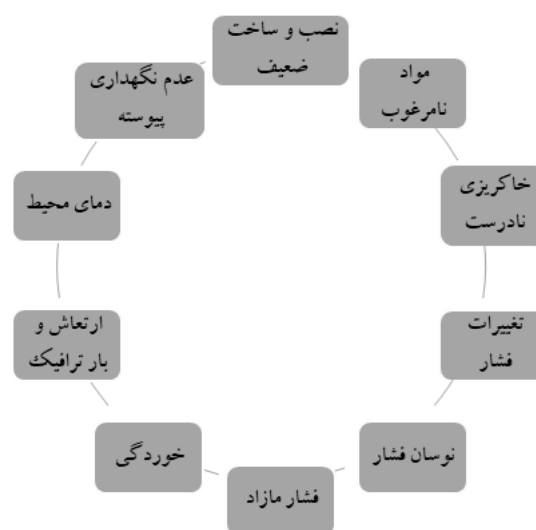 نصب و ساخت
ضعیف
مواد
نامرغوب
خاکریزی
نادرست
تغییرات
فشار
نوسان فشار
فشار مازاد
خوردگی
ارتعاش و
بار ترافیک
دمای محیط
عدم نگهداری
پیوسته